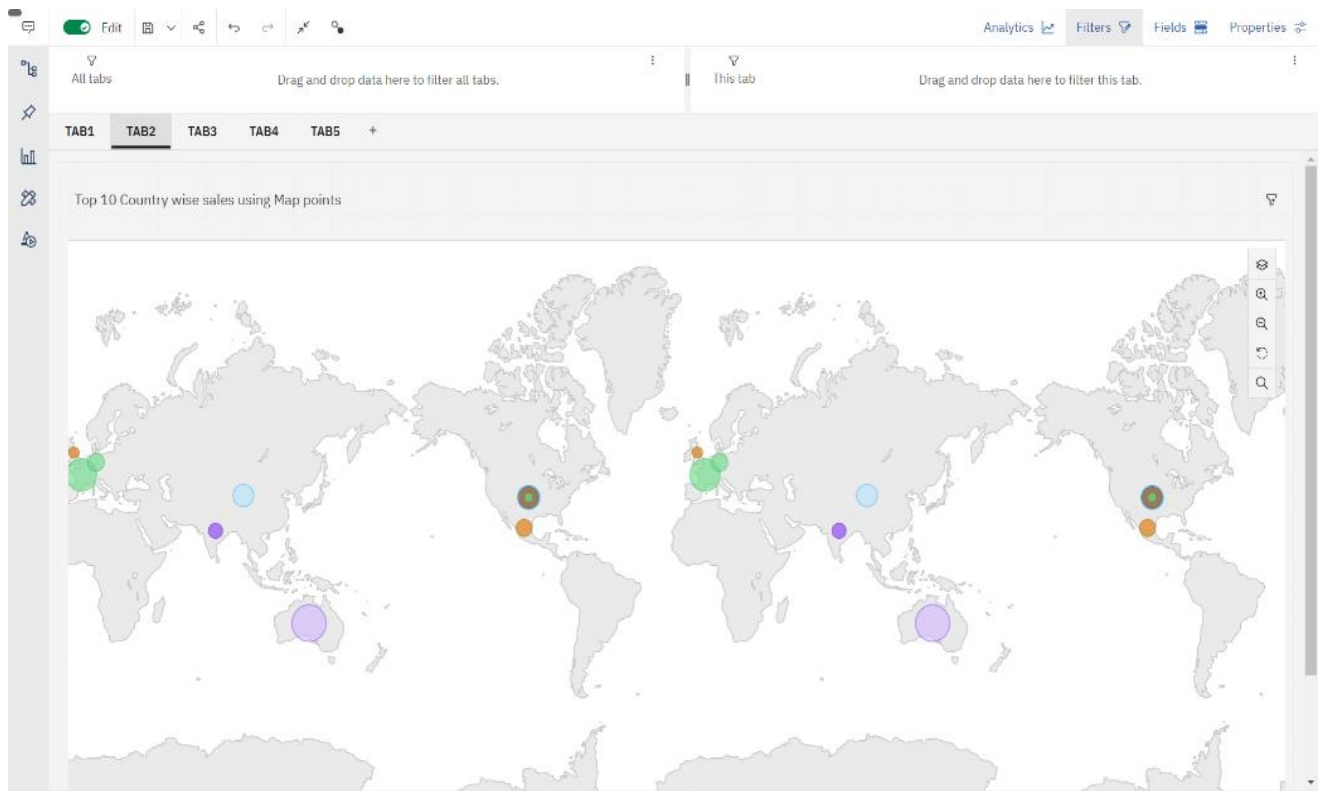 Edit
Analytics
Filters
Fields
Properties
All tabs
Drag and drop data here to filter all tabs.
This tab
Drag and drop data here to filter this tab.
TAB1 TAB2 TAB3 TAB4 TAB5 +
Top 10 Country wise sales using Map points